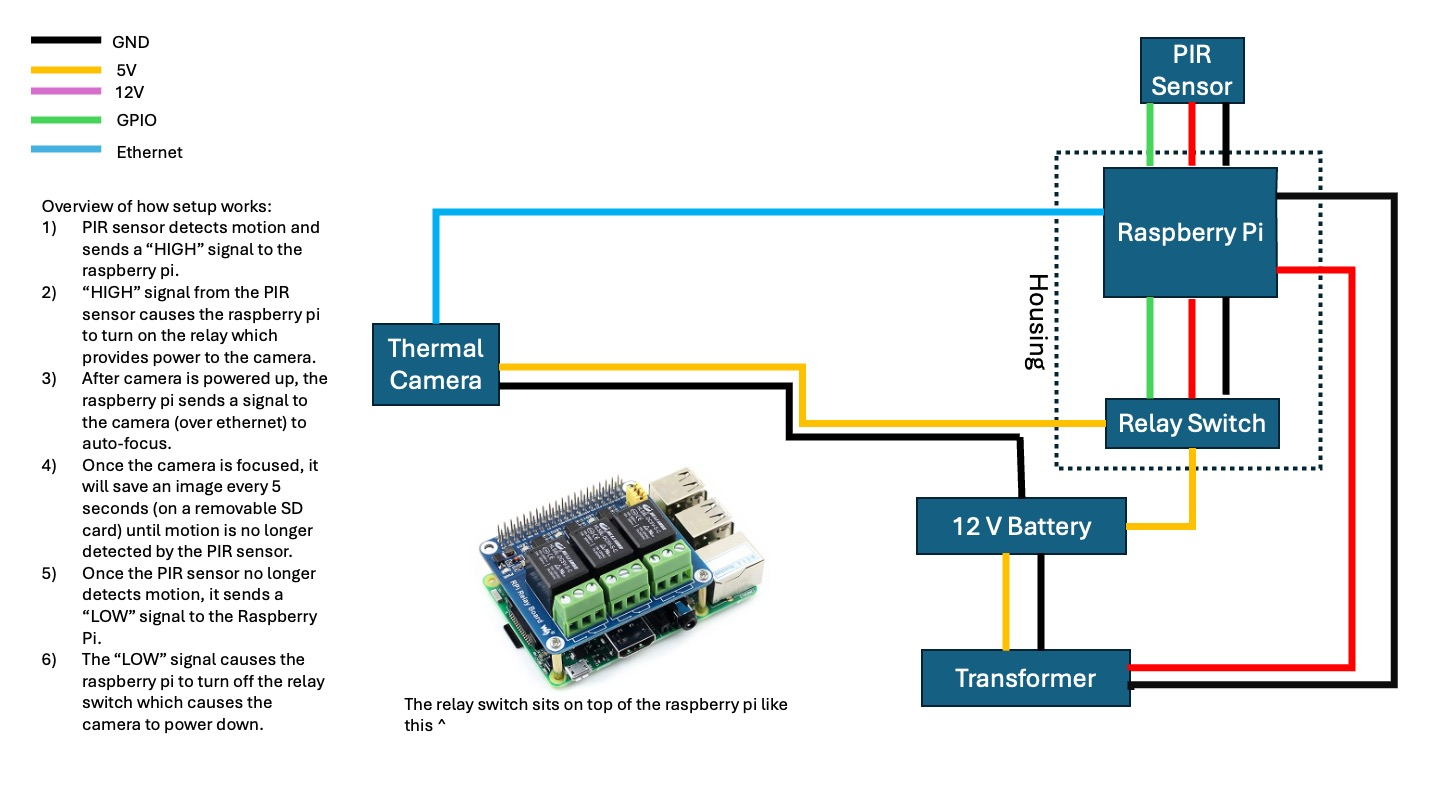 GND
5V
12V
GPIO
Ethernet
Overview of how setup works:
1) PIR sensor detects motion and
sends a “HIGH” signal to the
raspberry pi.
2) “HIGH” signal from the PIR
sensor causes the raspberry pi
to turn on the relay which
provides power to the camera.
3) After camera is powered up, the
raspberry pi sends a signal to
the camera (over ethernet) to
auto-focus.
4) Once the camera is focused, it
will save an image every 5
seconds (on a removable SD
card) until motion is no longer
detected by the PIR sensor.
5) Once the PIR sensor no longer
detects motion, it sends a
“LOW” signal to the Raspberry
Pi.
6) The “LOW” signal causes the
raspberry pi to turn off the relay
switch which causes the
camera to power down.
PIR
Sensor
Raspberry Pi
Housing
Thermal
Camera
Relay Switch
12 V Battery
Transformer
RPi Relay Board
The relay switch sits on top of the raspberry pi like
this ^